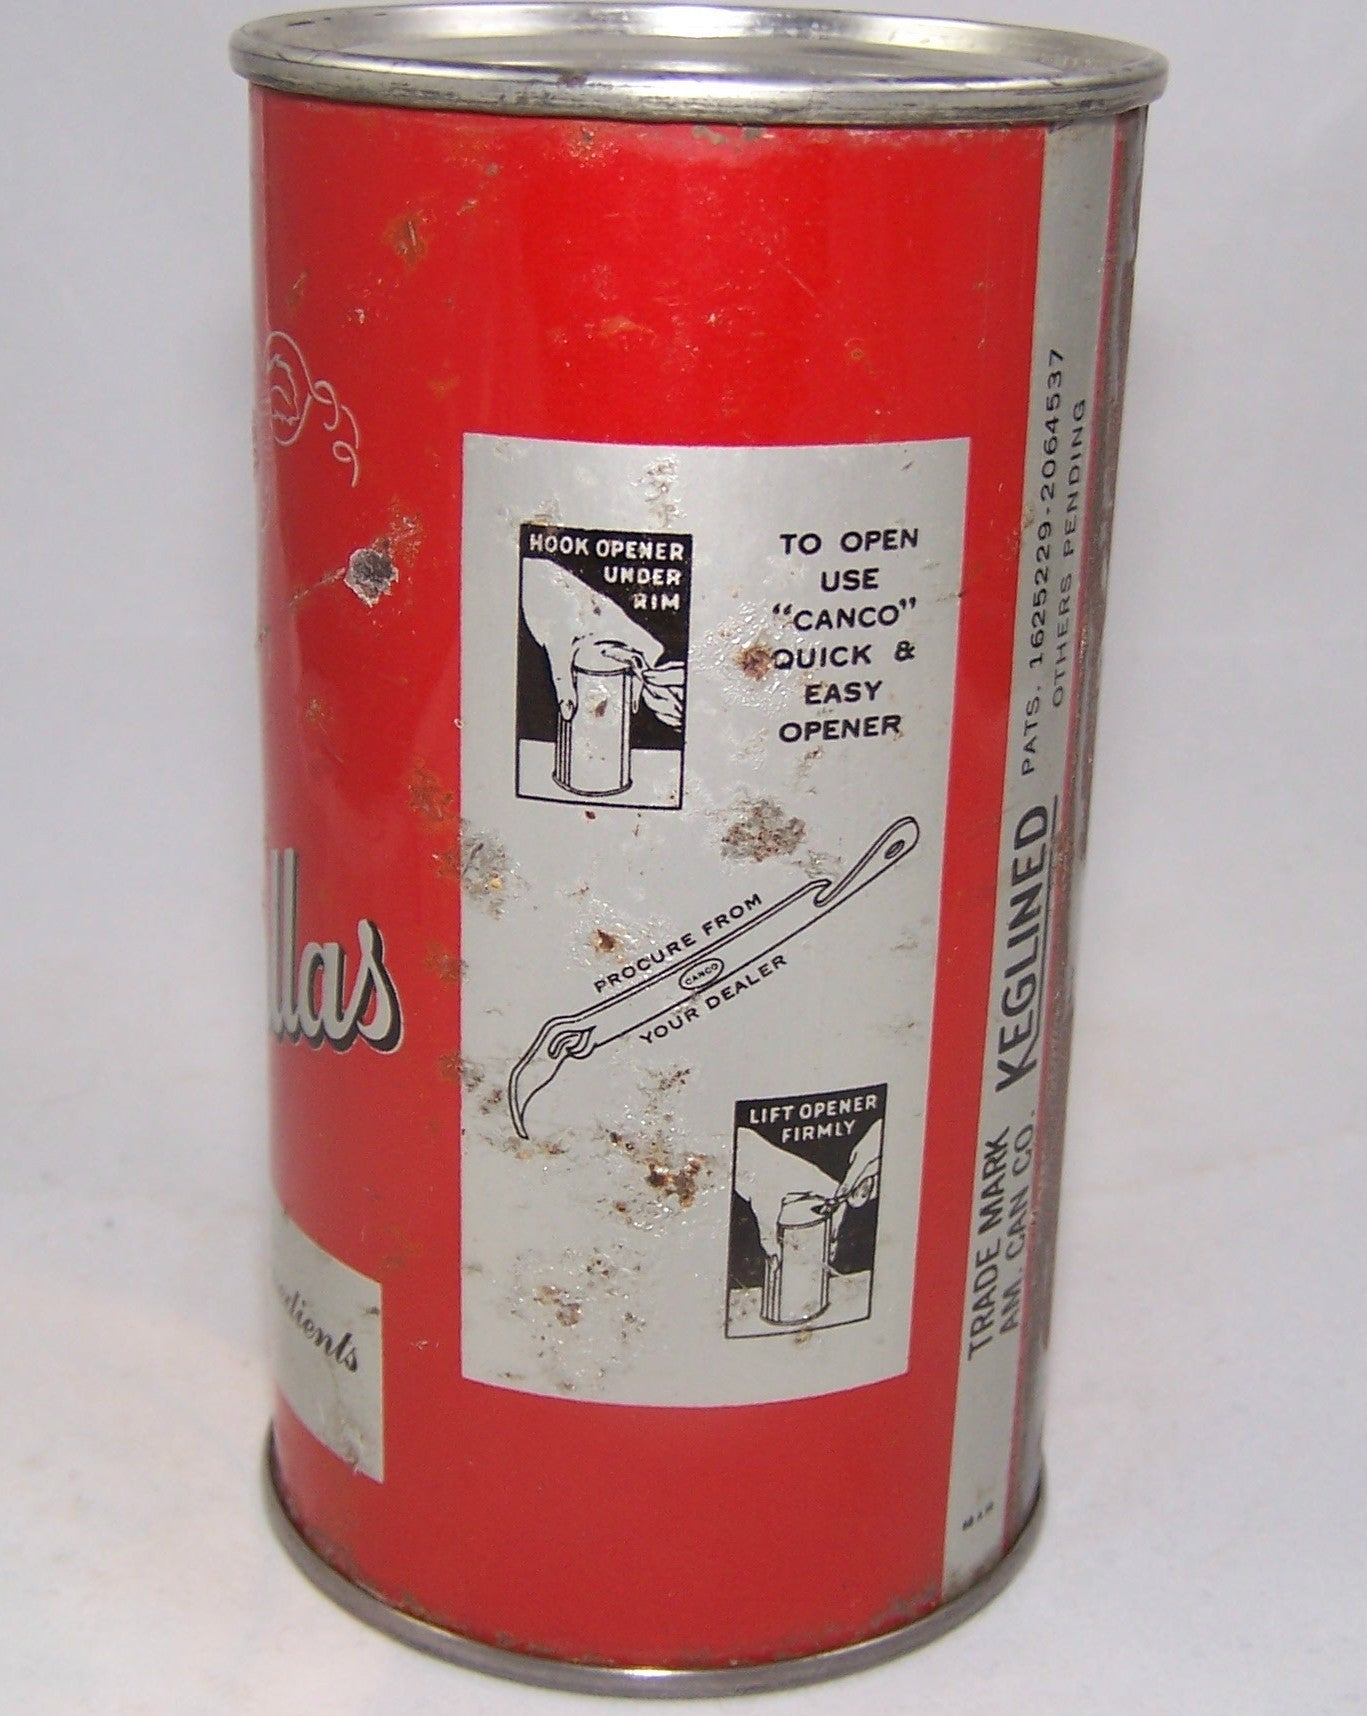 HOOK OPENER
UNDER
RIM
TO OPEN
USE
“CANCO”
QUICK &
EASY
OPENER
PROCURE FROM
CANCO
YOUR DEALER
LIFT OPENER
FIRMLY
TRADE MARK KEGLINED PATS. 1625229-2064537
AM. CAN CO. OTHERS PENDING